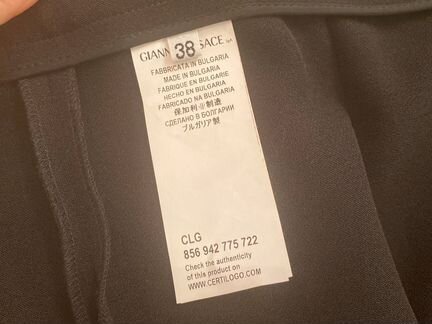 38
GIANN SACE SpA
FABBRICATA IN BULGARIA
MADE IN BULGARIA
FABRIQUE EN BULGARIE
HECHO EN BULGARIA
FABRICADO NA BULGARIA
保加利亚制造
СДЕЛАНО В БОЛГАРИИ
ブルガリア製
CLG
856 942 775 722
Check the authenticity
of this product on
WWW.CERTILOGO.COM